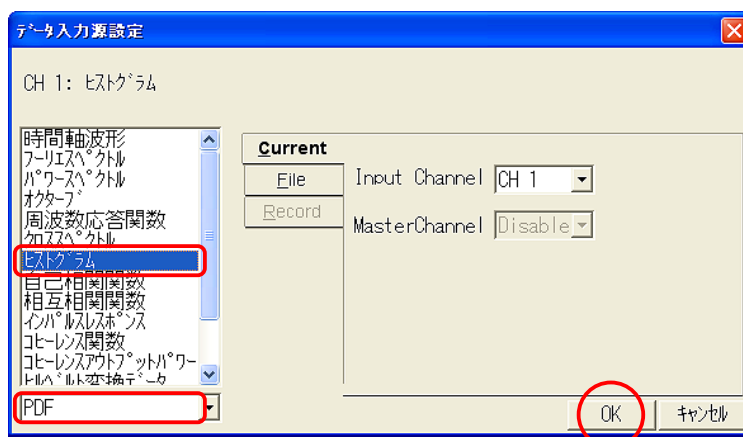 データ入力源設定
CH 1: ヒストグラム
時間軸波形
フーリエスペクトル
パワースペクトル
オクターブ
周波数応答関数
クロススペクトル
ヒストグラム
自己相関関数
相互相関関数
インパルスレスポンス
コヒーレンス関数
コヒーレンスアウトプットパワー
ヒルベルト変換データ
PDF
Current
File
Record
Input Channel CH 1
MasterChannel Disable
OK キャンセル